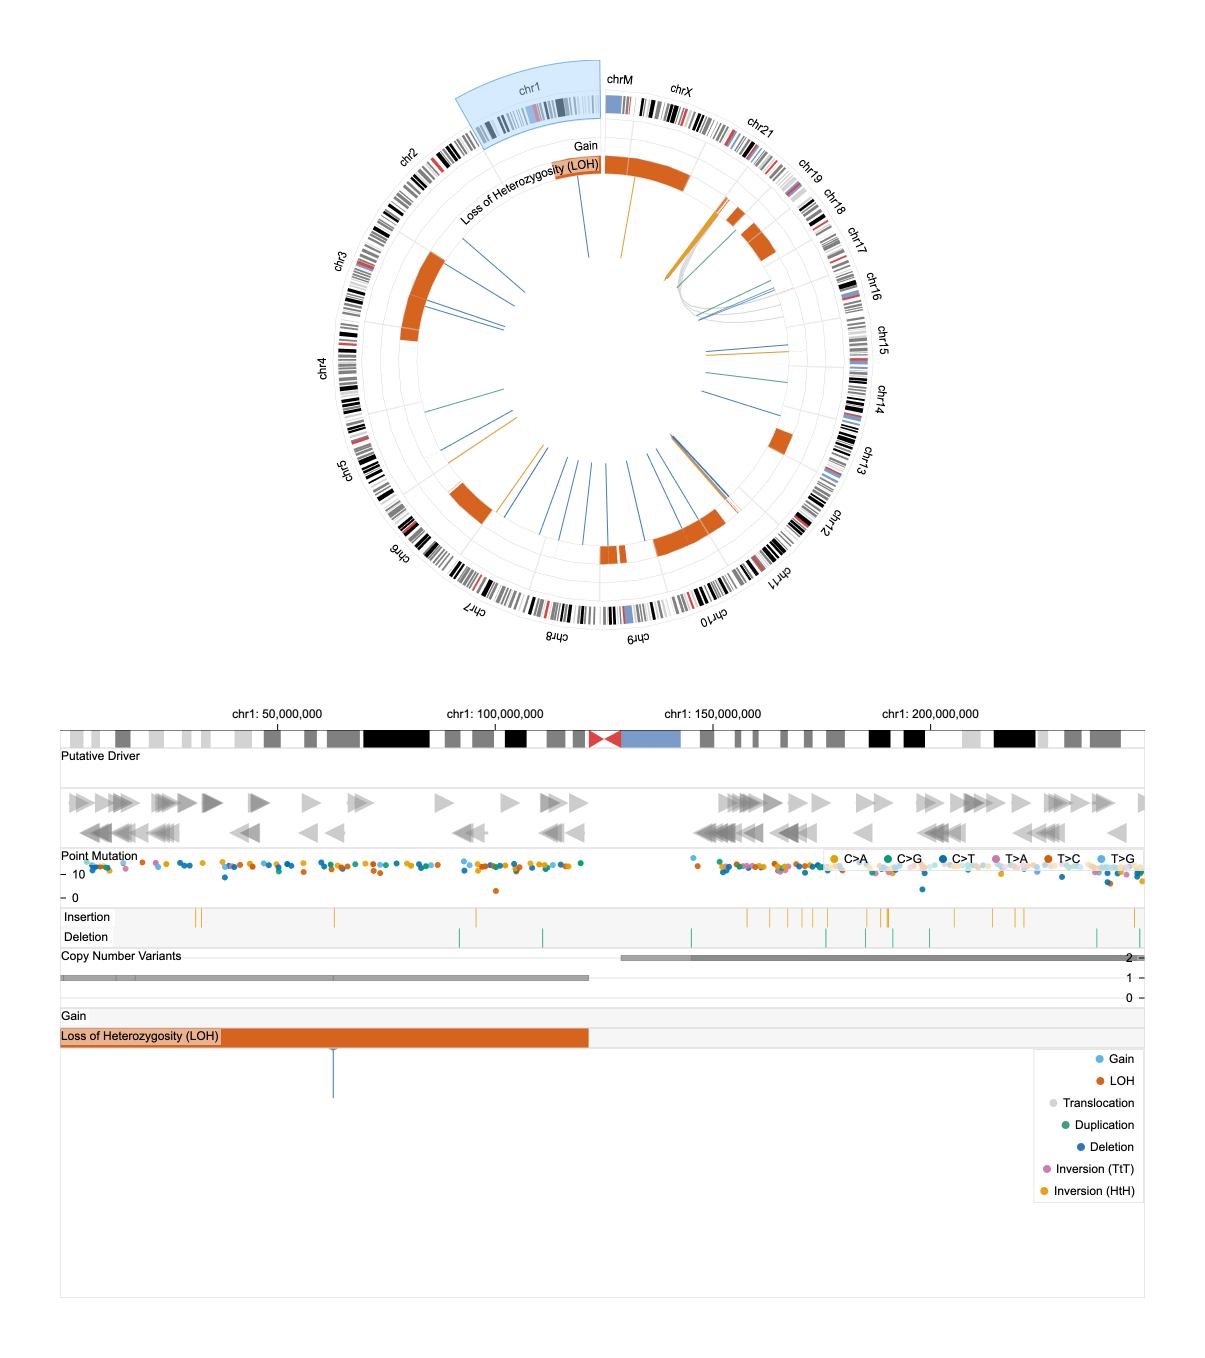 chrM
chrX
chr1
chr21
Gain
chr2
chr19
Loss of Heterozygosity (LOH)
chr18
chr17
chr3
chr16
chr15
chr4
chr14
chr13
chr5
chr12
chr6
chr11
chr7
chr10
chr8
chr9
chr1: 50,000,000
chr1: 100,000,000
chr1: 150,000,000
chr1: 200,000,000
Putative Driver
Point Mutation
C>A
C>G
C>T
T>A
T>C
T>G
10
0
Insertion
Deletion
Copy Number Variants
2
1
0
Gain
Loss of Heterozygosity (LOH)
Gain
LOH
Translocation
Duplication
Deletion
Inversion (TtT)
Inversion (HtH)